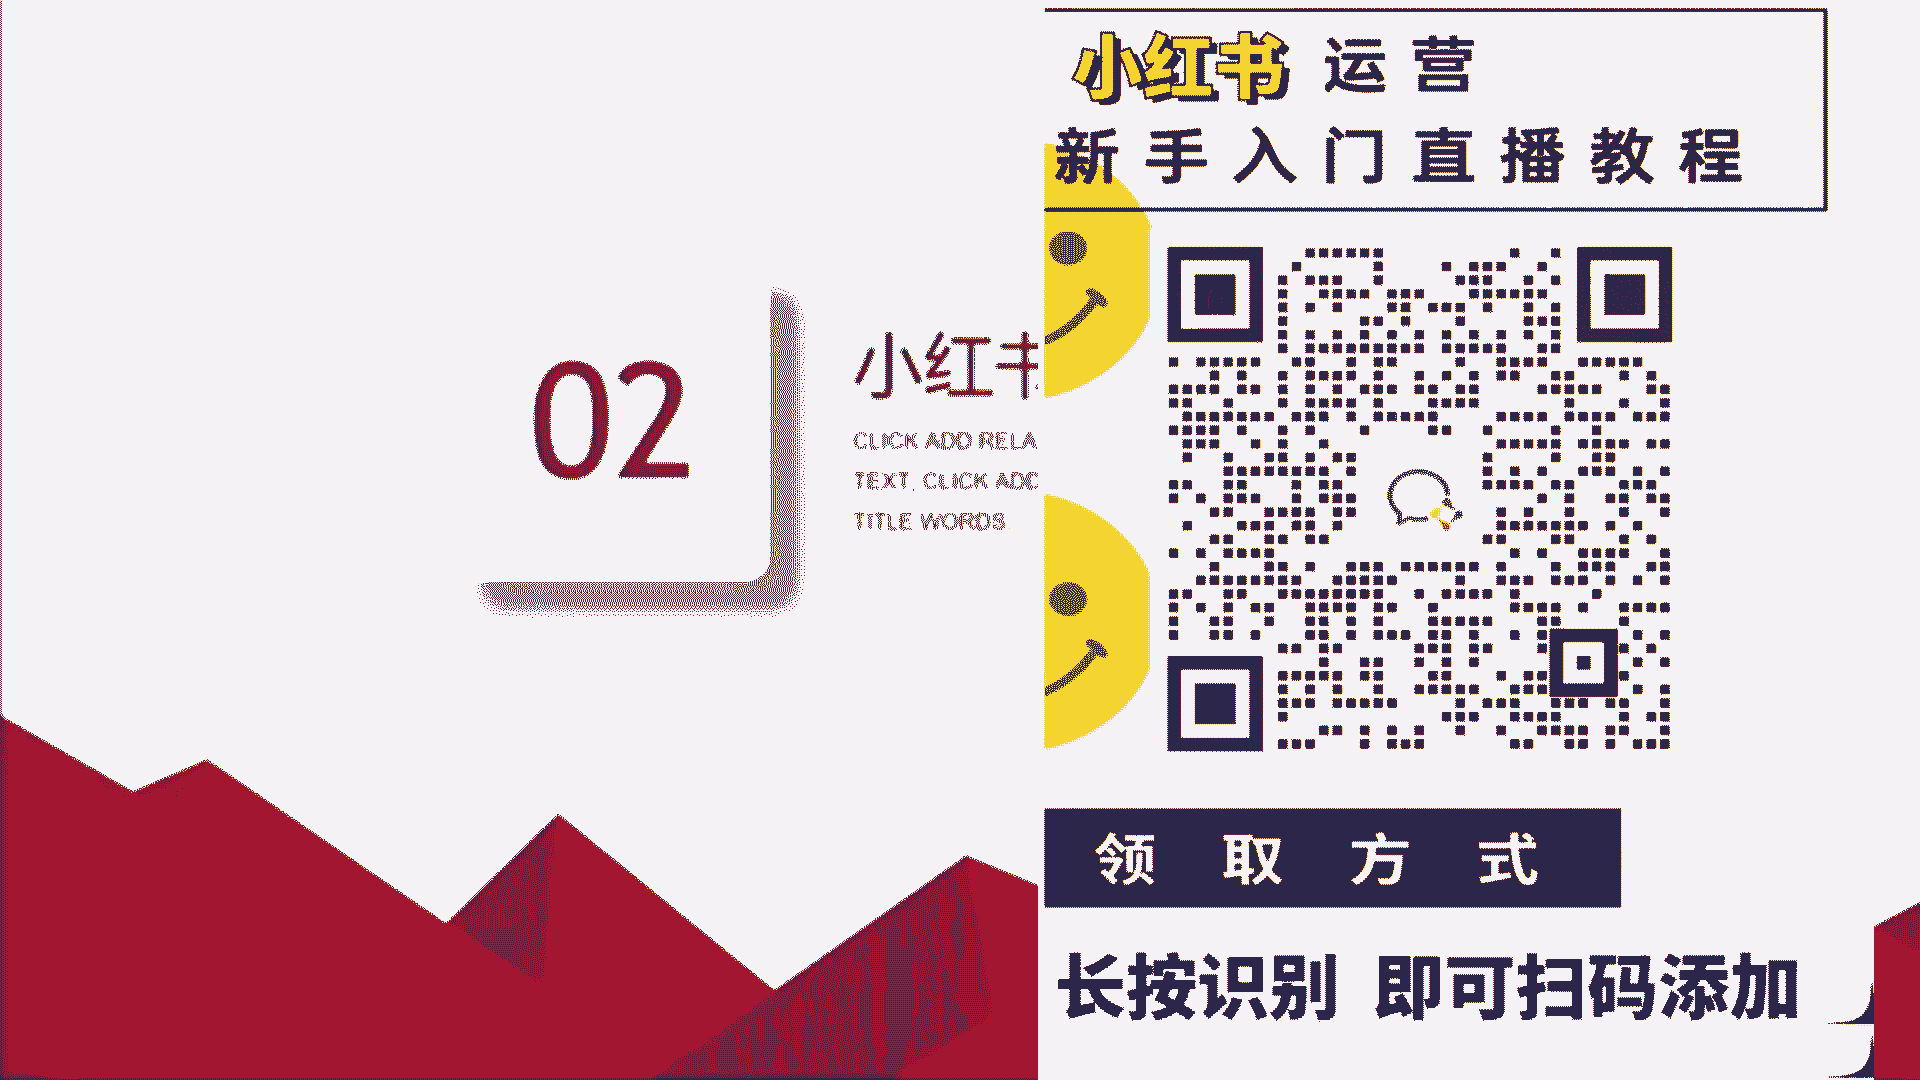 02
小红书
CLICK ADD RELA
TEXT, CLICK ADD
TITLE WORDS
小红书 运营
新手入门直播教程
领取方式
长按识别 即可扫码添加